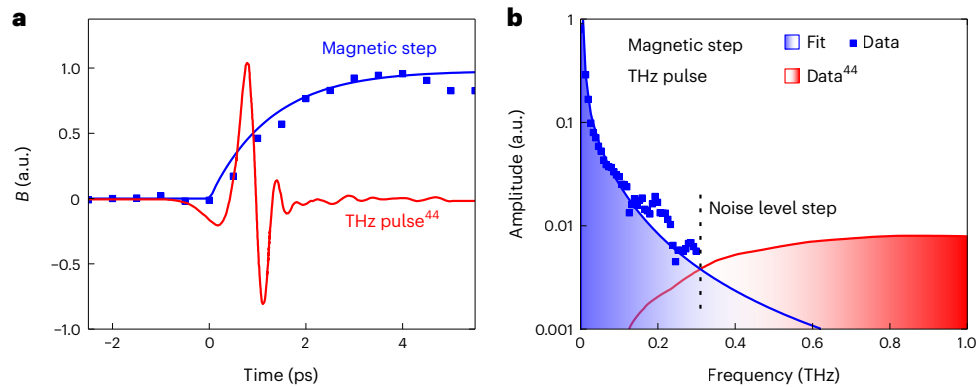 a
Magnetic step
THz pulse44
B (a.u.)
1.0
0.5
0
−0.5
−1.0
−2
0
2
4
Time (ps)
b
Magnetic step
Fit
Data
THz pulse
Data44
Noise level step
Amplitude (a.u.)
1
0.1
0.01
0.001
0
0.2
0.4
0.6
0.8
1.0
Frequency (THz)